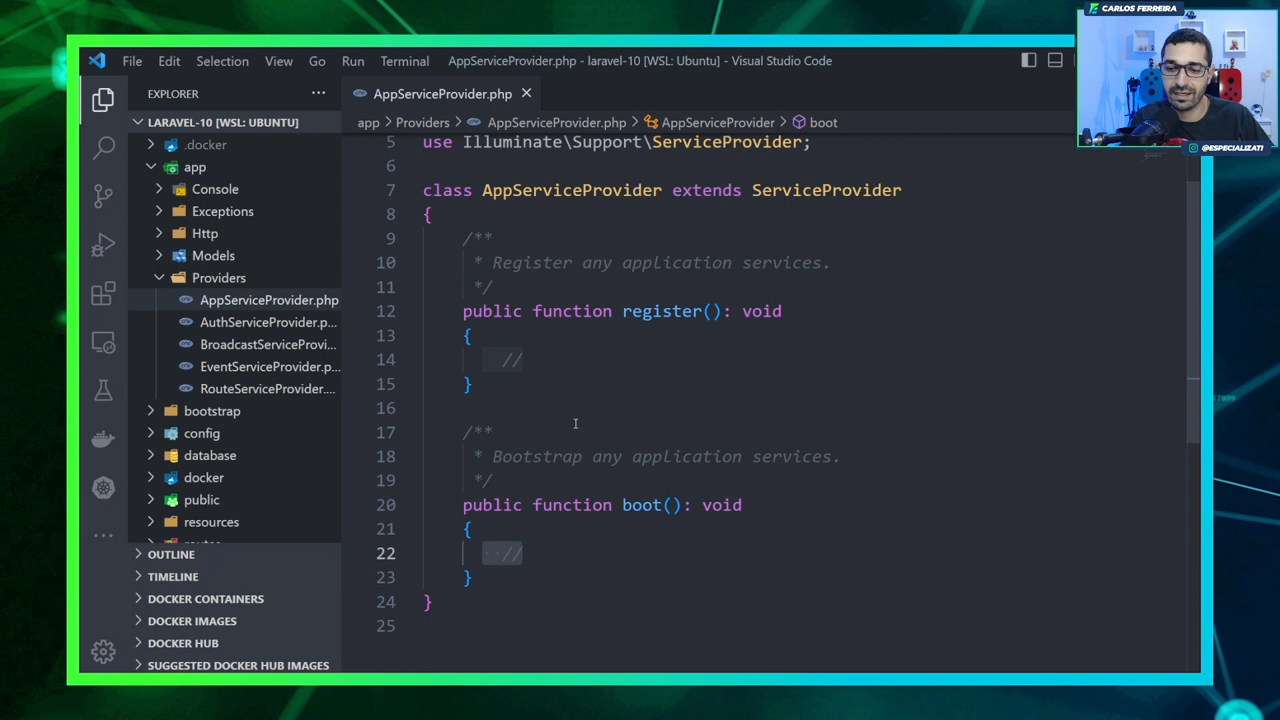 CARLOS FERREIRA
@ESPECIALIZATI
File Edit Selection View Go Run Terminal AppServiceProvider.php - laravel-10 [WSL: Ubuntu] - Visual Studio Code
EXPLORER
LARAVEL-10 [WSL: UBUNTU]
.docker
app
Console
Exceptions
Http
Models
Providers
AppServiceProvider.php
AuthServiceProvider.p...
BroadcastServiceProvi...
EventServiceProvider.p...
RouteServiceProvider....
bootstrap
config
database
docker
public
resources
OUTLINE
TIMELINE
DOCKER CONTAINERS
DOCKER IMAGES
DOCKER HUB
SUGGESTED DOCKER HUB IMAGES
AppServiceProvider.php
app > Providers > AppServiceProvider.php > AppServiceProvider > boot
5 use Illuminate\Support\ServiceProvider;
6
7 class AppServiceProvider extends ServiceProvider
8 {
9 /**
10 * Register any application services.
11 */
12 public function register(): void
13 {
14 //
15 }
16
17 /**
18 * Bootstrap any application services.
19 */
20 public function boot(): void
21 {
22 //
23 }
24 }
25